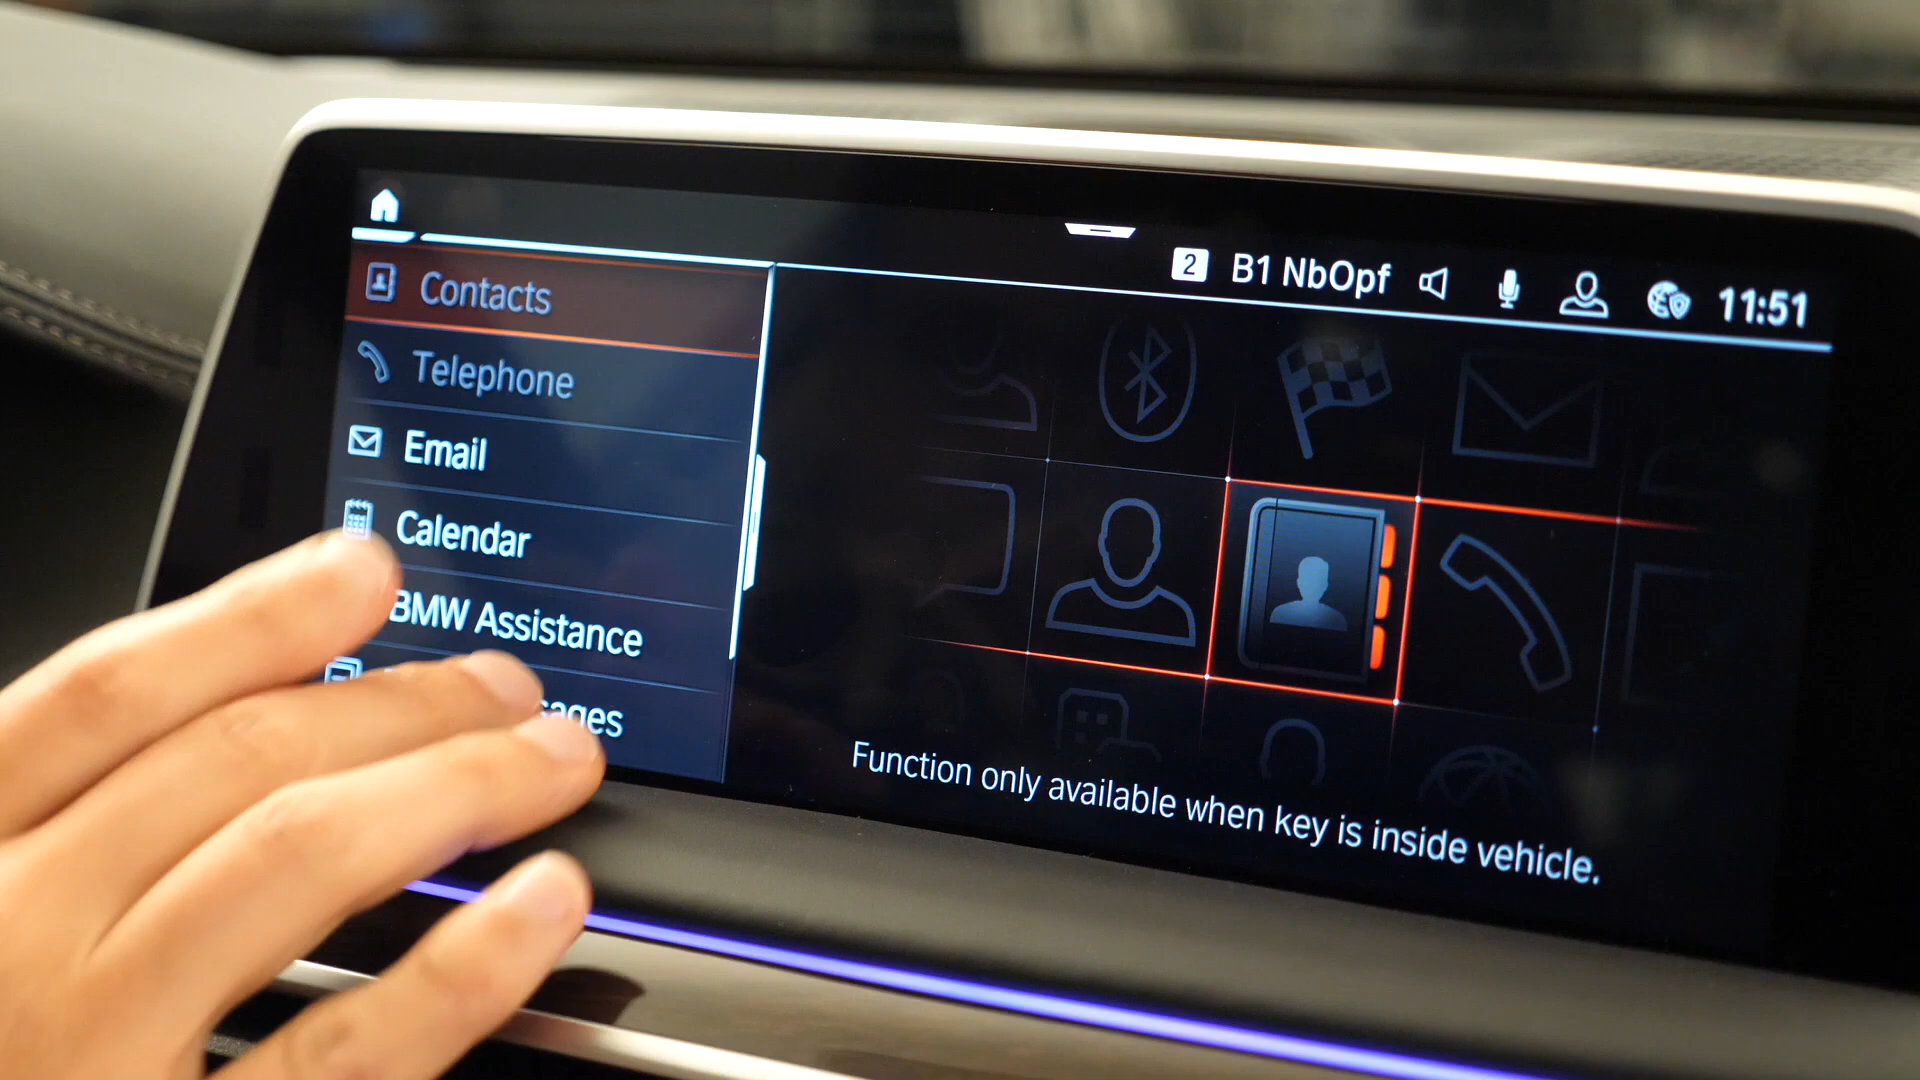 2 B1 NbOpf 11:51
Contacts
Telephone
Email
Calendar
BMW Assistance
Function only available when key is inside vehicle.